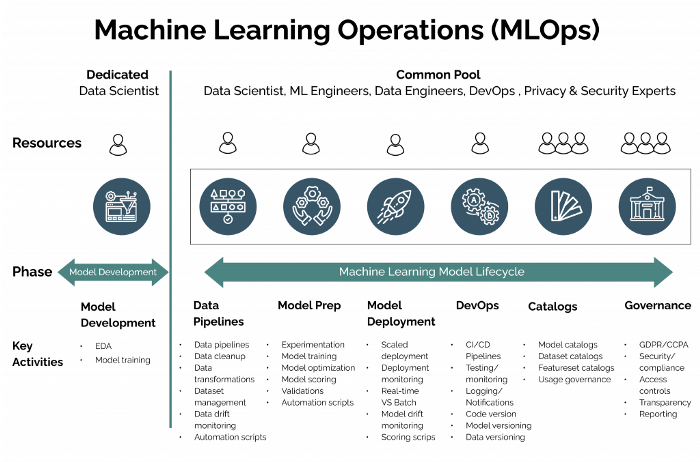 Machine Learning Operations (MLOps)
Dedicated
Data Scientist
Common Pool
Data Scientist, ML Engineers, Data Engineers, DevOps , Privacy & Security Experts
Resources
A
B
Phase
Model Development
Machine Learning Model Lifecycle
Key
Activities
Model
Development
• EDA
• Model training
Data
Pipelines
• Data pipelines
• Data cleanup
• Data
transformations
• Dataset
management
• Data drift
monitoring
• Automation scripts
Model Prep
• Experimentation
• Model training
• Model optimization
• Model scoring
• Validations
• Automation scripts
Model
Deployment
• Scaled
deployment
• Deployment
monitoring
• Real-time
VS Batch
• Model drift
monitoring
• Scoring scrips
DevOps
• CI/CD
Pipelines
• Testing/
monitoring
• Logging/
Notifications
• Code version
• Model versioning
• Data versioning
Catalogs
• Model catalogs
• Dataset catalogs
• Featureset catalogs
• Usage governance
Governance
• GDPR/CCPA
• Security/
compliance
• Access
controls
• Transparency
• Reporting